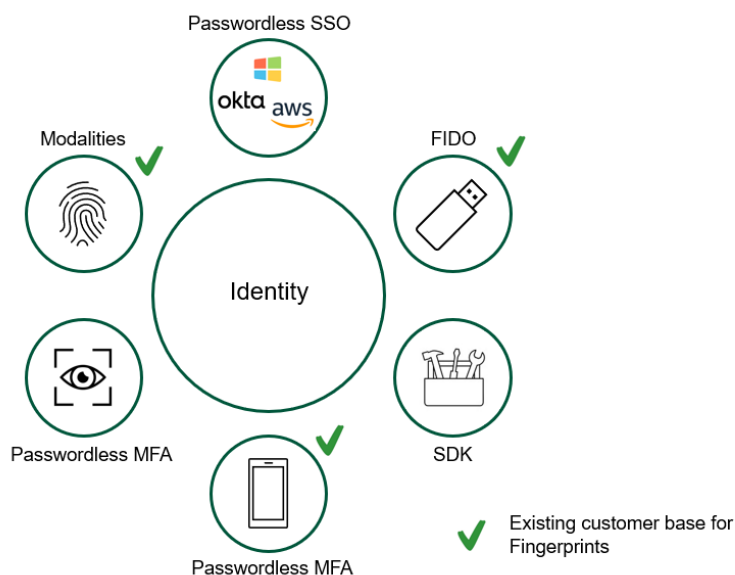 Passwordless SSO
okta
aws
Modalities
FIDO
Identity
Passwordless MFA
SDK
Passwordless MFA
Existing customer base for
Fingerprints